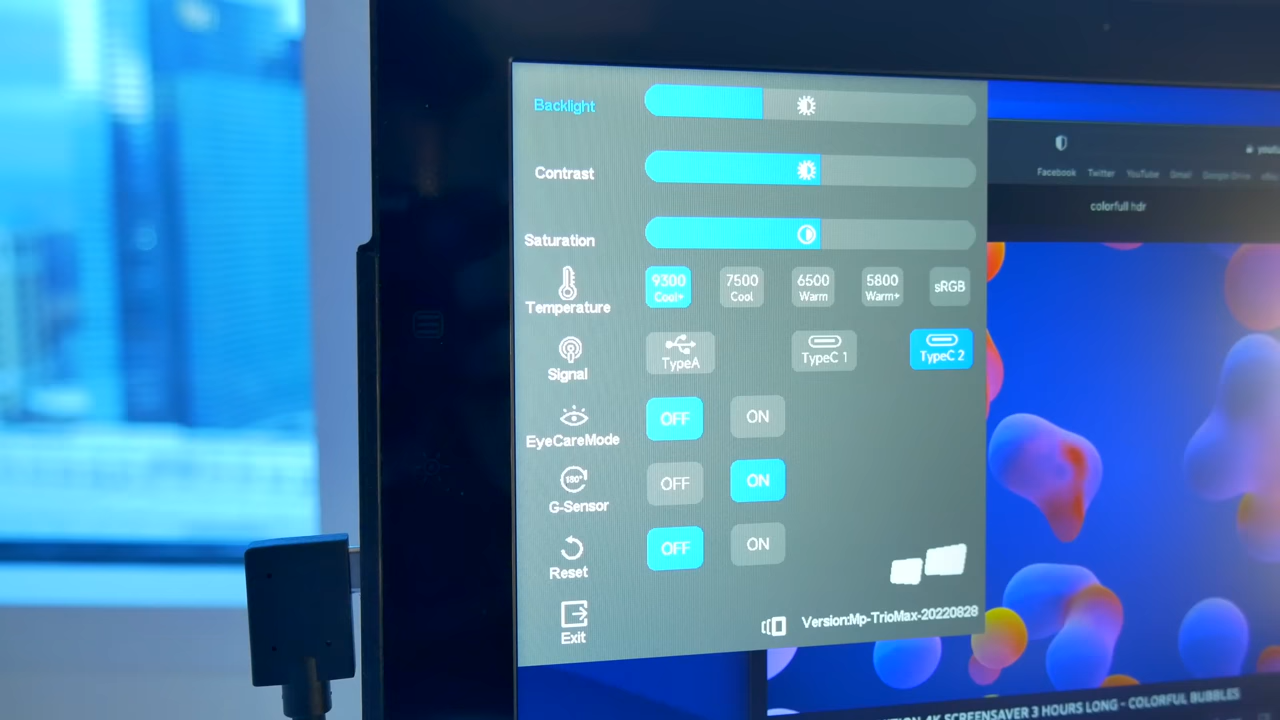 Backlight
Contrast
Saturation
9300
Cool+
7500
Cool
6500
Warm
5800
Warm+
sRGB
Temperature
TypeA
TypeC 1
TypeC 2
Signal
OFF
ON
EyeCareMode
180°
OFF
ON
G-Sensor
OFF
ON
Reset
Exit
Version:Mp-TrioMax-20220828
Facebook Twitter YouTube Gmail Google Drive
colorfull hdr
4K SCREENSAVER 3 HOURS LONG - COLORFUL BUBBLES